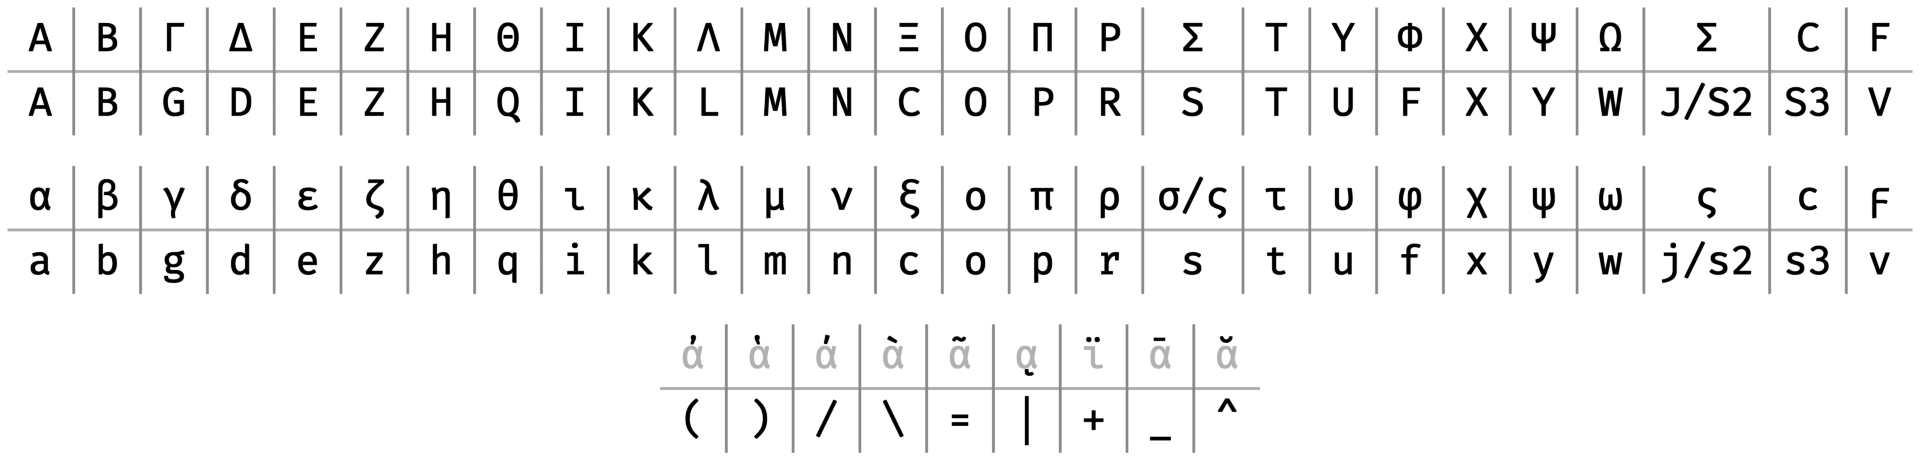 Α Β Γ Δ Ε Ζ Η Θ Ι Κ Λ Μ Ν Ξ Ο Π Ρ Σ Τ Υ Φ Χ Ψ Ω Σ Ϲ Ϝ
A B G D E Z H Q I K L M N C O P R S T U F X Y W J/S2 S3 V
α β γ δ ε ζ η θ ι κ λ μ ν ξ ο π ρ σ/ς τ υ φ χ ψ ω ς ϲ ϝ
a b g d e z h q i k l m n c o p r s t u f x y w j/s2 s3 v
ἀ ἁ ά ὰ ᾶ ᾳ ϊ ᾱ ᾰ
( ) / \ = | + _ ^